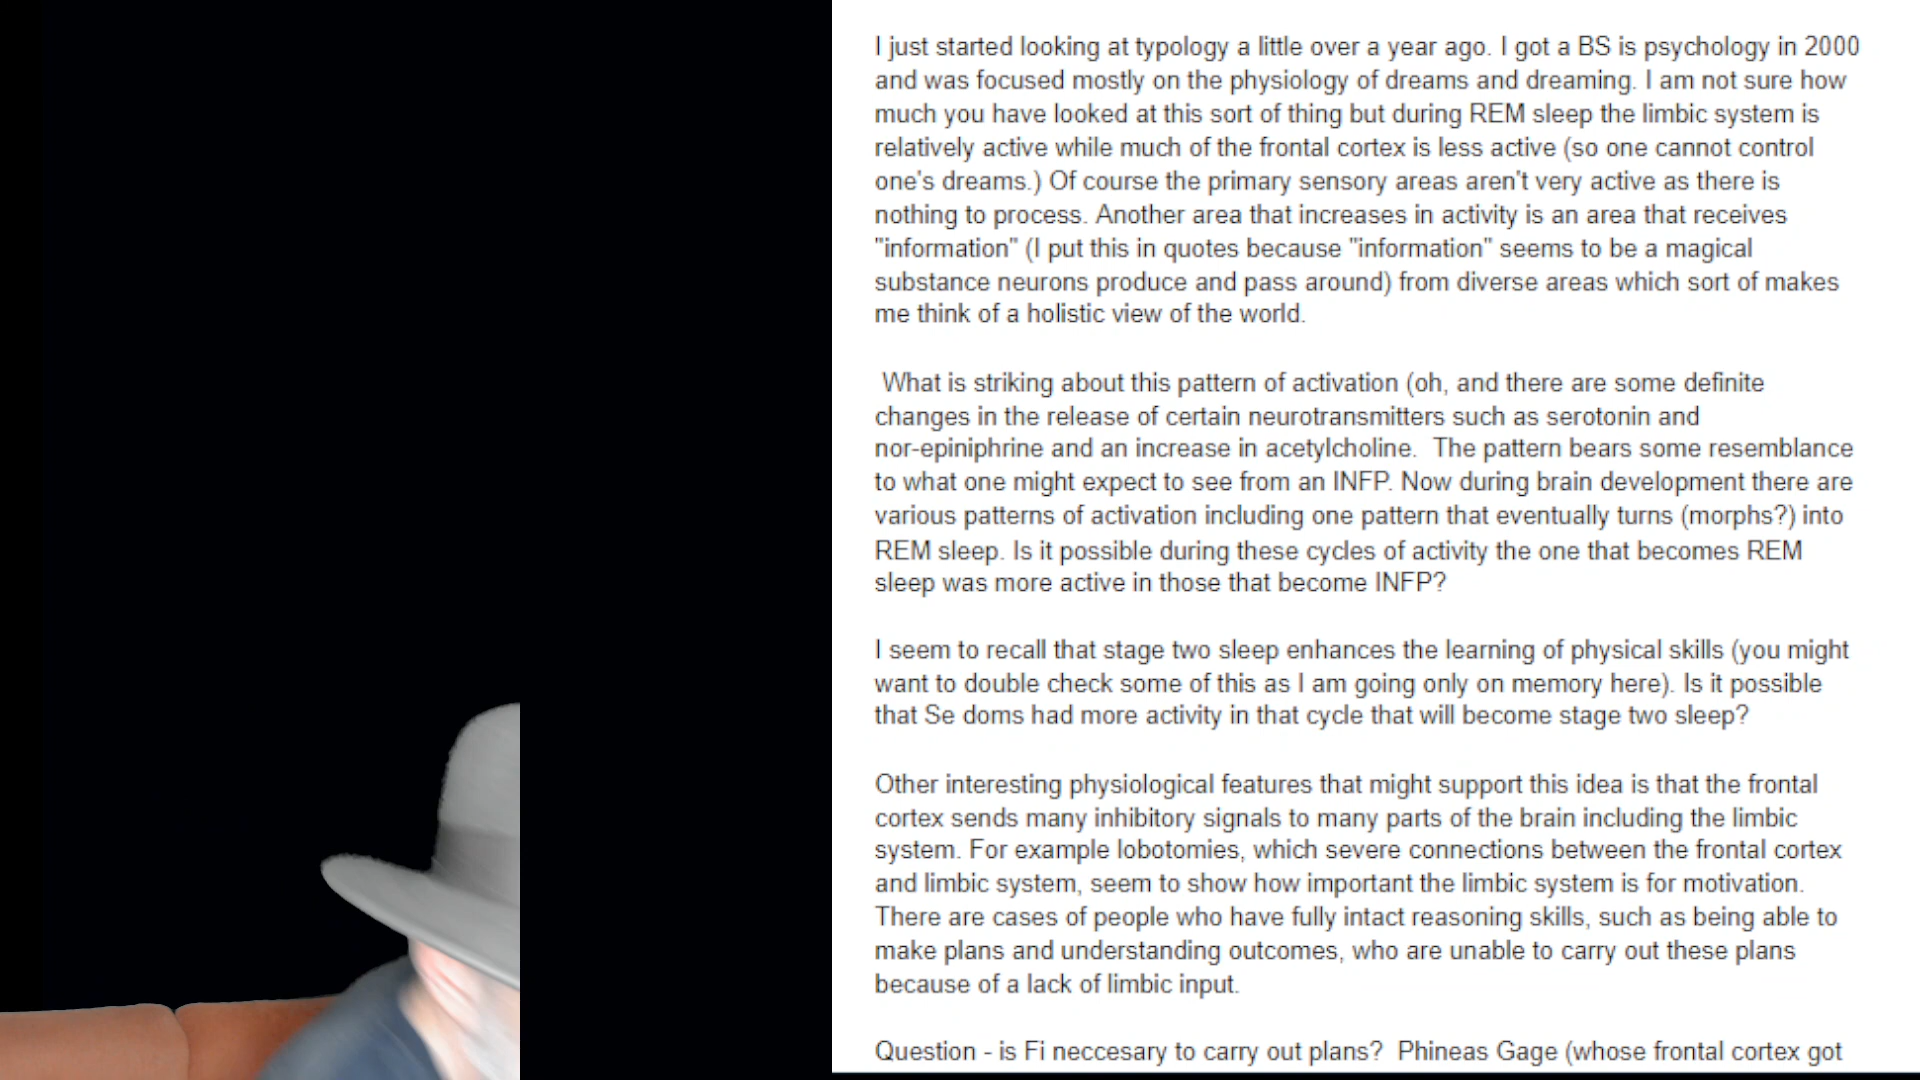 I just started looking at typology a little over a year ago. I got a BS is psychology in 2000
and was focused mostly on the physiology of dreams and dreaming. I am not sure how
much you have looked at this sort of thing but during REM sleep the limbic system is
relatively active while much of the frontal cortex is less active (so one cannot control
one's dreams.) Of course the primary sensory areas aren't very active as there is
nothing to process. Another area that increases in activity is an area that receives
"information" (I put this in quotes because "information" seems to be a magical
substance neurons produce and pass around) from diverse areas which sort of makes
me think of a holistic view of the world.
What is striking about this pattern of activation (oh, and there are some definite
changes in the release of certain neurotransmitters such as serotonin and
nor-epiniphrine and an increase in acetylcholine.  The pattern bears some resemblance
to what one might expect to see from an INFP. Now during brain development there are
various patterns of activation including one pattern that eventually turns (morphs?) into
REM sleep. Is it possible during these cycles of activity the one that becomes REM
sleep was more active in those that become INFP?
I seem to recall that stage two sleep enhances the learning of physical skills (you might
want to double check some of this as I am going only on memory here). Is it possible
that Se doms had more activity in that cycle that will become stage two sleep?
Other interesting physiological features that might support this idea is that the frontal
cortex sends many inhibitory signals to many parts of the brain including the limbic
system. For example lobotomies, which severe connections between the frontal cortex
and limbic system, seem to show how important the limbic system is for motivation.
There are cases of people who have fully intact reasoning skills, such as being able to
make plans and understanding outcomes, who are unable to carry out these plans
because of a lack of limbic input.
Question - is Fi neccesary to carry out plans?  Phineas Gage (whose frontal cortex got